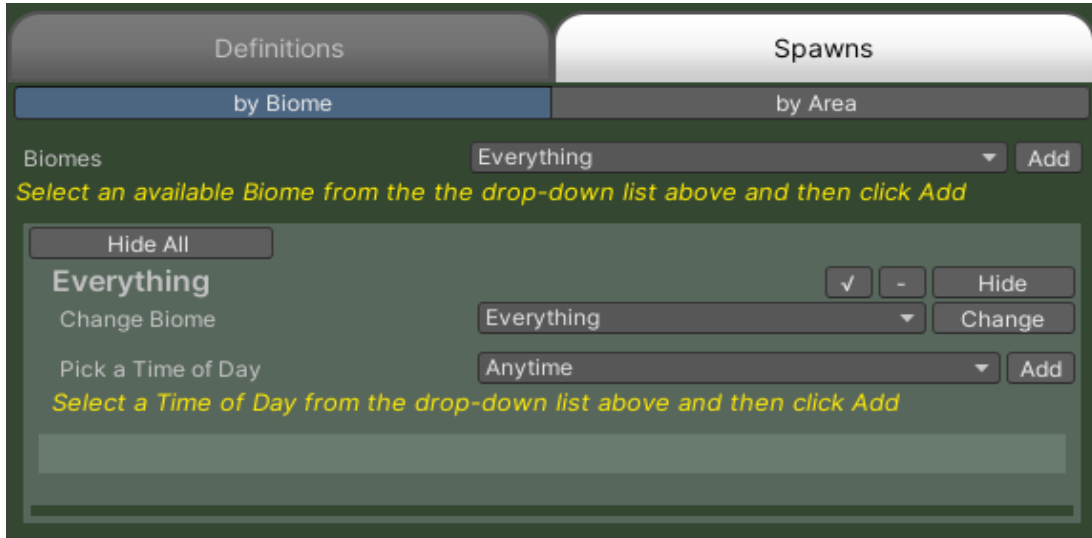 Definitions Spawns
by Biome by Area
Biomes Everything Add
Select an available Biome from the the drop-down list above and then click Add
Hide All
Everything √ - Hide
Change Biome Everything Change
Pick a Time of Day Anytime Add
Select a Time of Day from the drop-down list above and then click Add